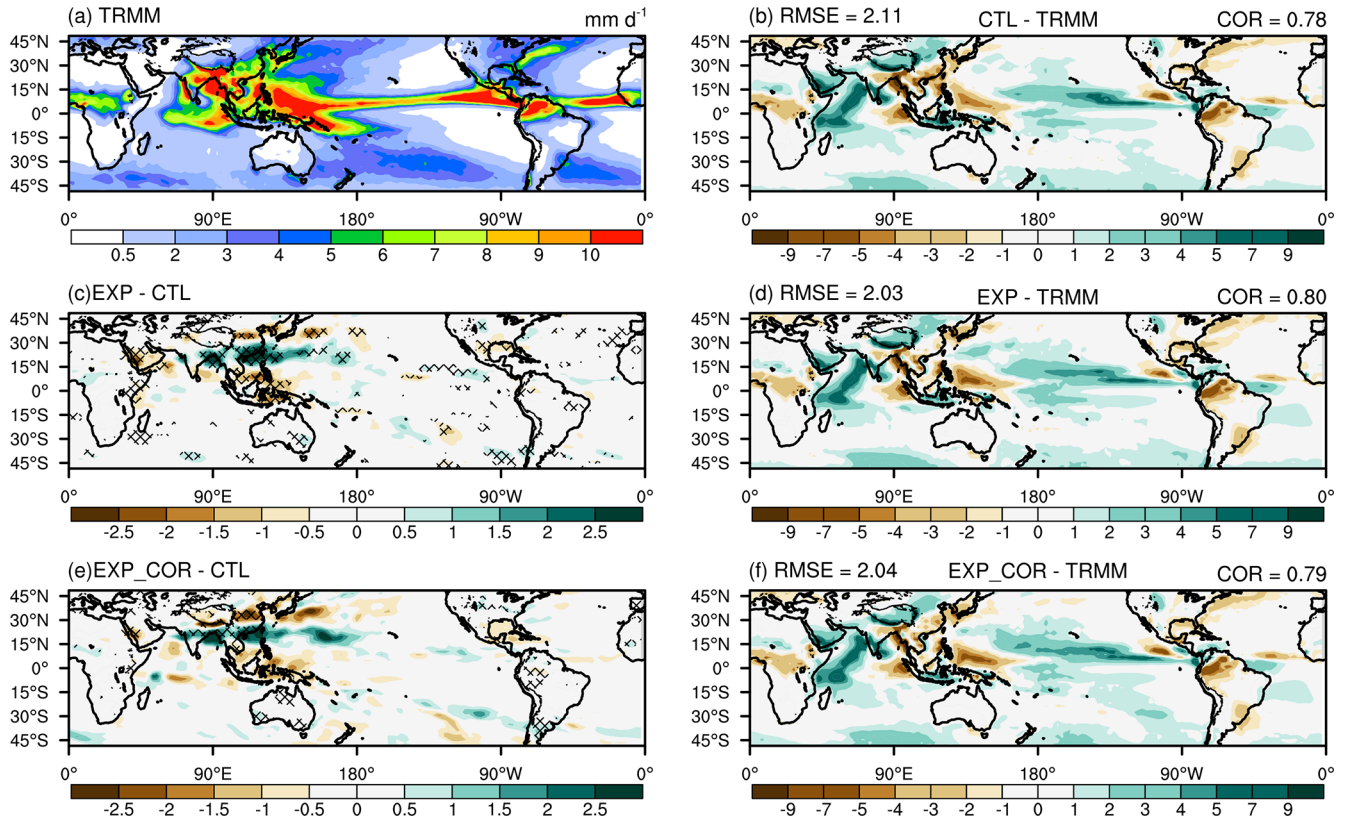 (a) TRMM
mm d-1
45°N
30°N
15°N
0°
15°S
30°S
45°S
0°
90°E
180°
90°W
0°
0.5 2 3 4 5 6 7 8 9 10
(b) RMSE = 2.11
CTL - TRMM
COR = 0.78
45°N
30°N
15°N
0°
15°S
30°S
45°S
0°
90°E
180°
90°W
0°
-9 -7 -5 -4 -3 -2 -1 0 1 2 3 4 5 7 9
(c)EXP - CTL
45°N
30°N
15°N
0°
15°S
30°S
45°S
0°
90°E
180°
90°W
0°
-2.5 -2 -1.5 -1 -0.5 0 0.5 1 1.5 2 2.5
(d) RMSE = 2.03
EXP - TRMM
COR = 0.80
45°N
30°N
15°N
0°
15°S
30°S
45°S
0°
90°E
180°
90°W
0°
-9 -7 -5 -4 -3 -2 -1 0 1 2 3 4 5 7 9
(e)EXP_COR - CTL
45°N
30°N
15°N
0°
15°S
30°S
45°S
0°
90°E
180°
90°W
0°
-2.5 -2 -1.5 -1 -0.5 0 0.5 1 1.5 2 2.5
(f) RMSE = 2.04
EXP_COR - TRMM
COR = 0.79
45°N
30°N
15°N
0°
15°S
30°S
45°S
0°
90°E
180°
90°W
0°
-9 -7 -5 -4 -3 -2 -1 0 1 2 3 4 5 7 9